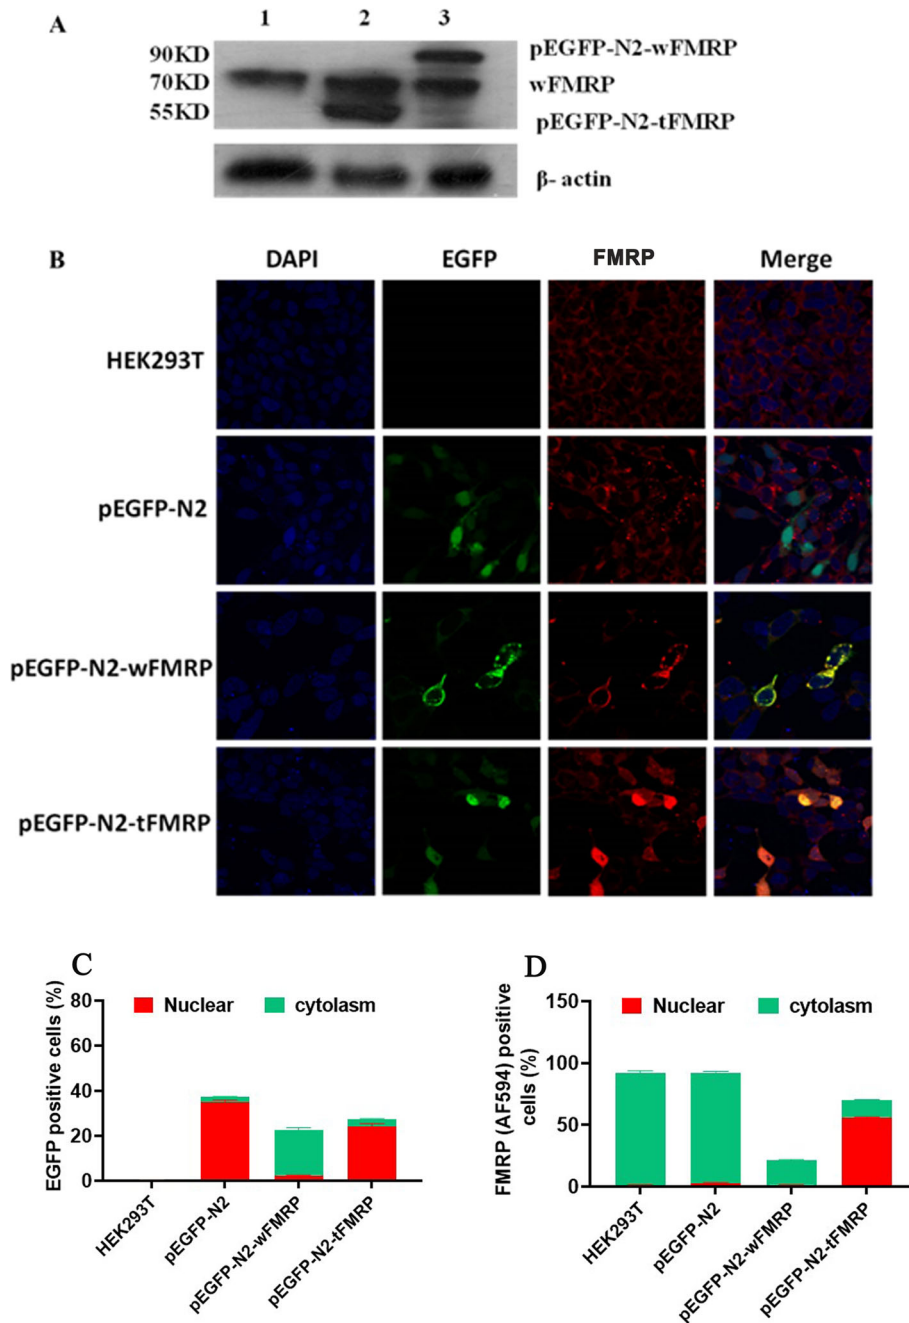 A
1 2 3
90KD pEGFP-N2-wFMRP
70KD wFMRP
55KD pEGFP-N2-tFMRP
β- actin
B
DAPI EGFP FMRP Merge
HEK293T
pEGFP-N2
pEGFP-N2-wFMRP
pEGFP-N2-tFMRP
C
Nuclear cytolasm
EGFP positive cells (%)
80
60
40
20
0
HEK293T
pEGFP-N2
pEGFP-N2-wFMRP
pEGFP-N2-tFMRP
D
Nuclear cytolasm
FMRP (AF594) positive
cells (%)
150
100
50
0
HEK293T
pEGFP-N2
pEGFP-N2-wFMRP
pEGFP-N2-tFMRP